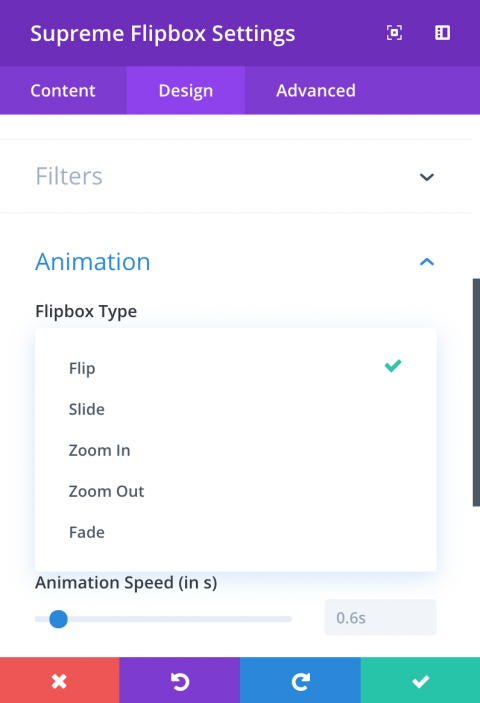 Supreme Flipbox Settings
Content Design Advanced
Filters
Animation
Flipbox Type
Flip
Slide
Zoom In
Zoom Out
Fade
Animation Speed (in s)
0.6s